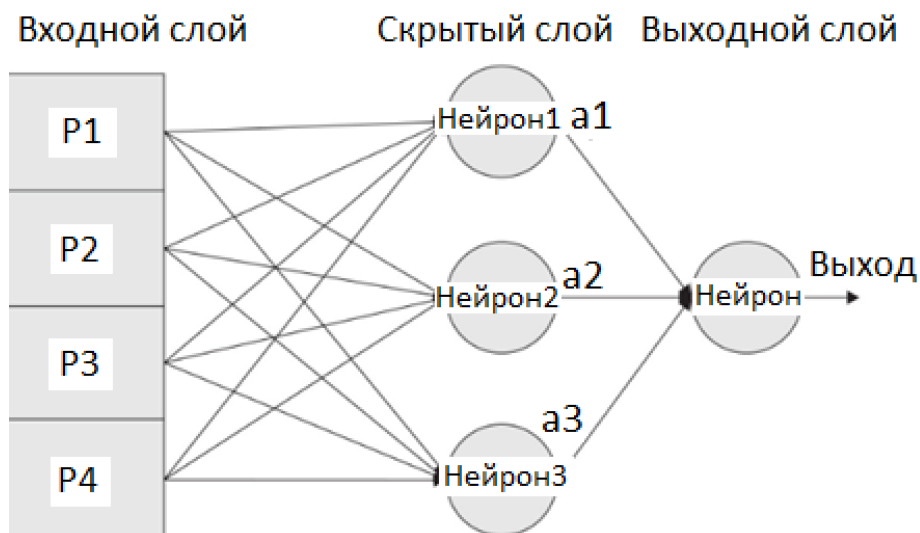 Входной слой
Скрытый слой
Выходной слой
P1
P2
P3
P4
Нейрон1
a1
Нейрон2
a2
Нейрон3
a3
Нейрон
Выход